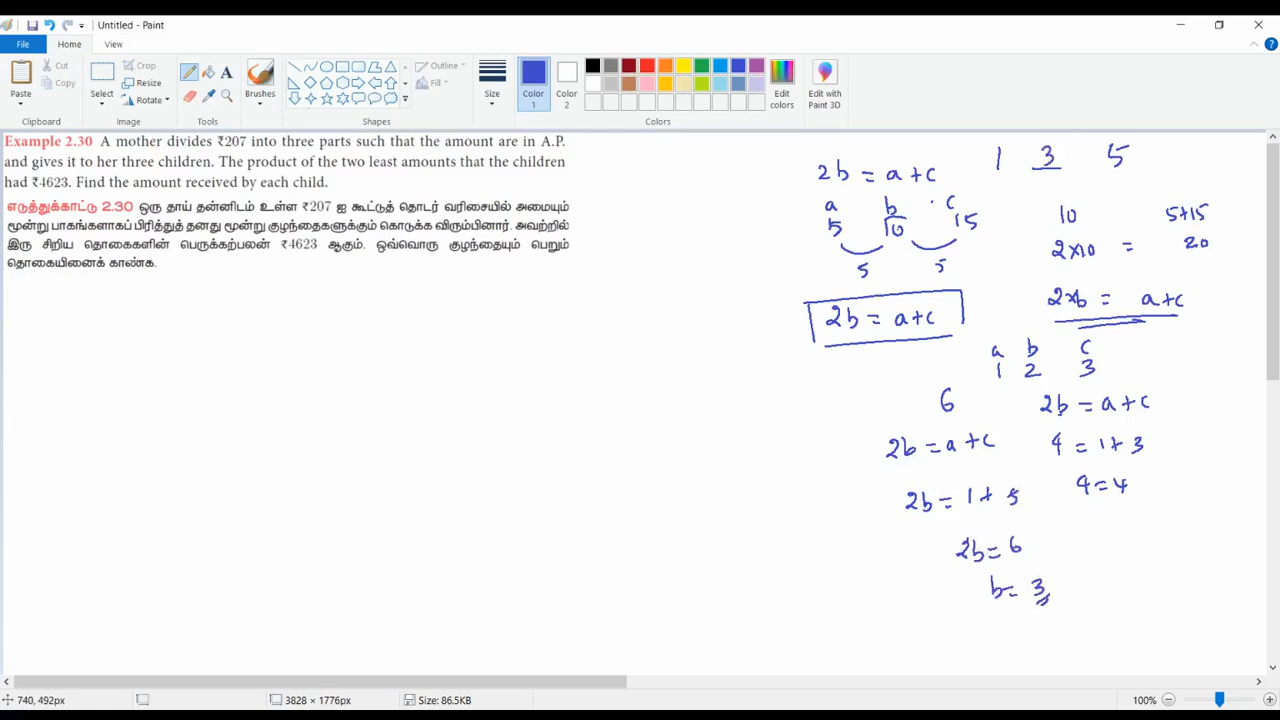 Untitled - Paint
File
Home
View
Cut
Copy
Paste
Clipboard
Crop
Resize
Rotate
Select
Image
Tools
Brushes
Outline
Fill
Shapes
Size
Color 1
Color 2
Edit colors
Edit with Paint 3D
Colors
Example 2.30 A mother divides ₹207 into three parts such that the amount are in A.P.
and gives it to her three children. The product of the two least amounts that the children
had ₹4623. Find the amount received by each child.
எடுத்துக்காட்டு 2.30 ஒரு தாய் தன்னிடம் உள்ள ₹207 ஐ கூட்டுத் தொடர் வரிசையில் அமையும்
மூன்று பாகங்களாகப் பிரித்துத் தனது மூன்று குழந்தைகளுக்கும் கொடுக்க விரும்பினார். அவற்றில்
இரு சிறிய தொகைகளின் பெருக்கற்பலன் ₹4623 ஆகும். ஒவ்வொரு குழந்தையும் பெறும்
தொகையினைக் காண்க.
2b = a+c
1 3 5
a b c
5 10 15
5 5
10 5+15
2×10 = 20
2b = a+c
2×b = a+c
a b c
1 2 3
6
2b = a+c
2b = a+c
4 = 1+3
2b = 1+5
4=4
2b = 6
b = 3
740, 492px
3828 × 1776px
Size: 86.5KB
100%